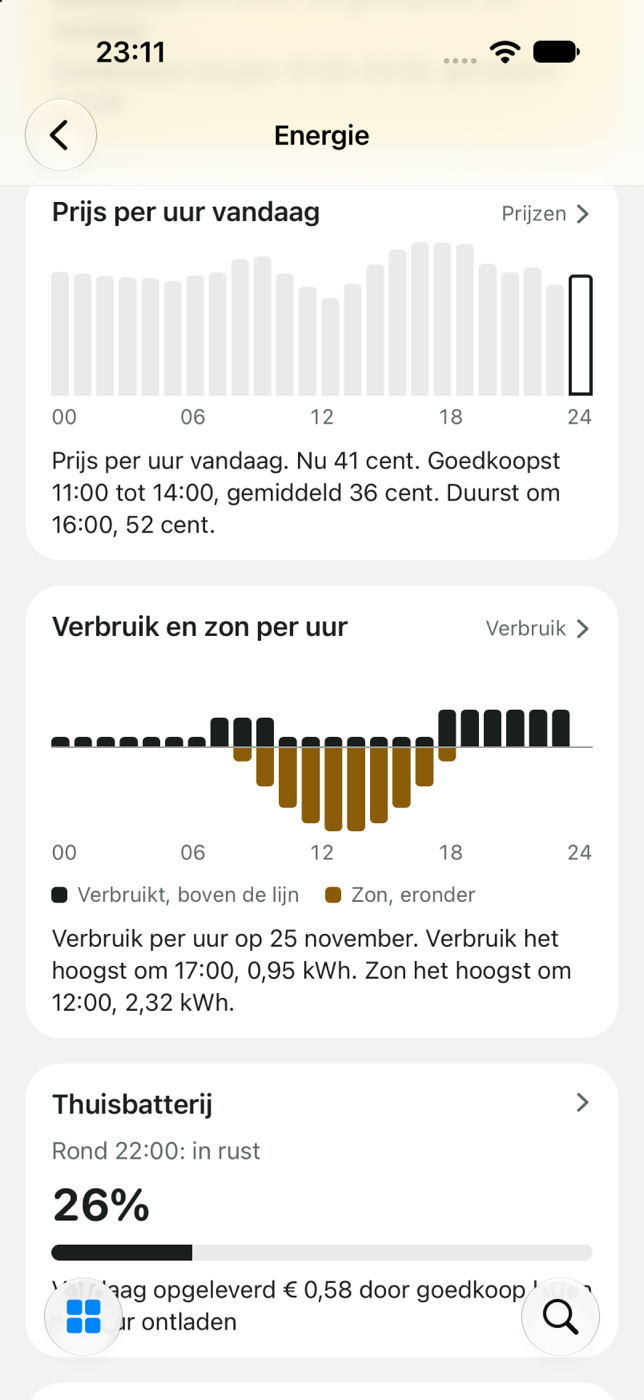 23:11
Energie
Prijs per uur vandaag
Prijzen
00 06 12 18 24
Prijs per uur vandaag. Nu 41 cent. Goedkoopst
11:00 tot 14:00, gemiddeld 36 cent. Duurst om
16:00, 52 cent.
Verbruik en zon per uur
Verbruik
00 06 12 18 24
Verbruikt, boven de lijn
Zon, eronder
Verbruik per uur op 25 november. Verbruik het
hoogst om 17:00, 0,95 kWh. Zon het hoogst om
12:00, 2,32 kWh.
Thuisbatterij
Rond 22:00: in rust
26%
opgeleverd € 0,58 door goedkoop
ontladen